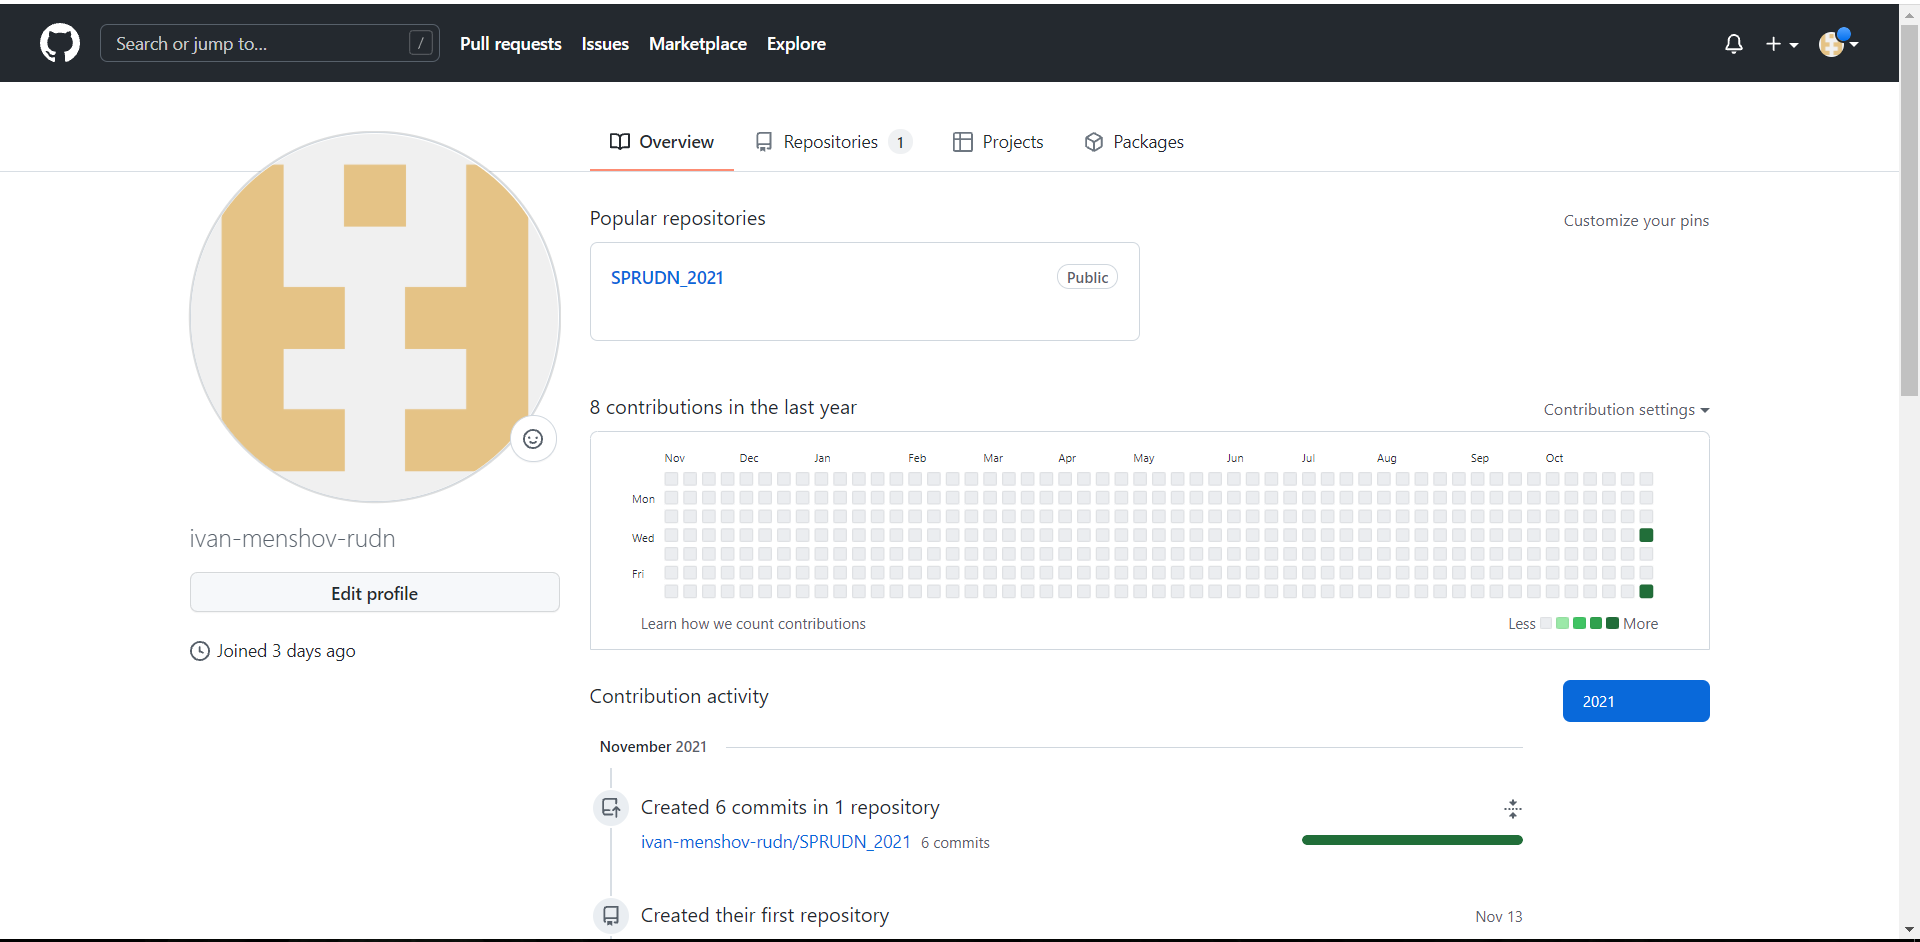 Search or jump to... /
Pull requests Issues Marketplace Explore
Overview Repositories 1 Projects Packages
Popular repositories
Customize your pins
SPRUDN_2021 Public
8 contributions in the last year
Contribution settings
Nov Dec Jan Feb Mar Apr May Jun Jul Aug Sep Oct
Mon
Wed
Fri
Learn how we count contributions
Less More
ivan-menshov-rudn
Edit profile
Joined 3 days ago
Contribution activity
2021
November 2021
Created 6 commits in 1 repository
ivan-menshov-rudn/SPRUDN_2021 6 commits
Created their first repository Nov 13